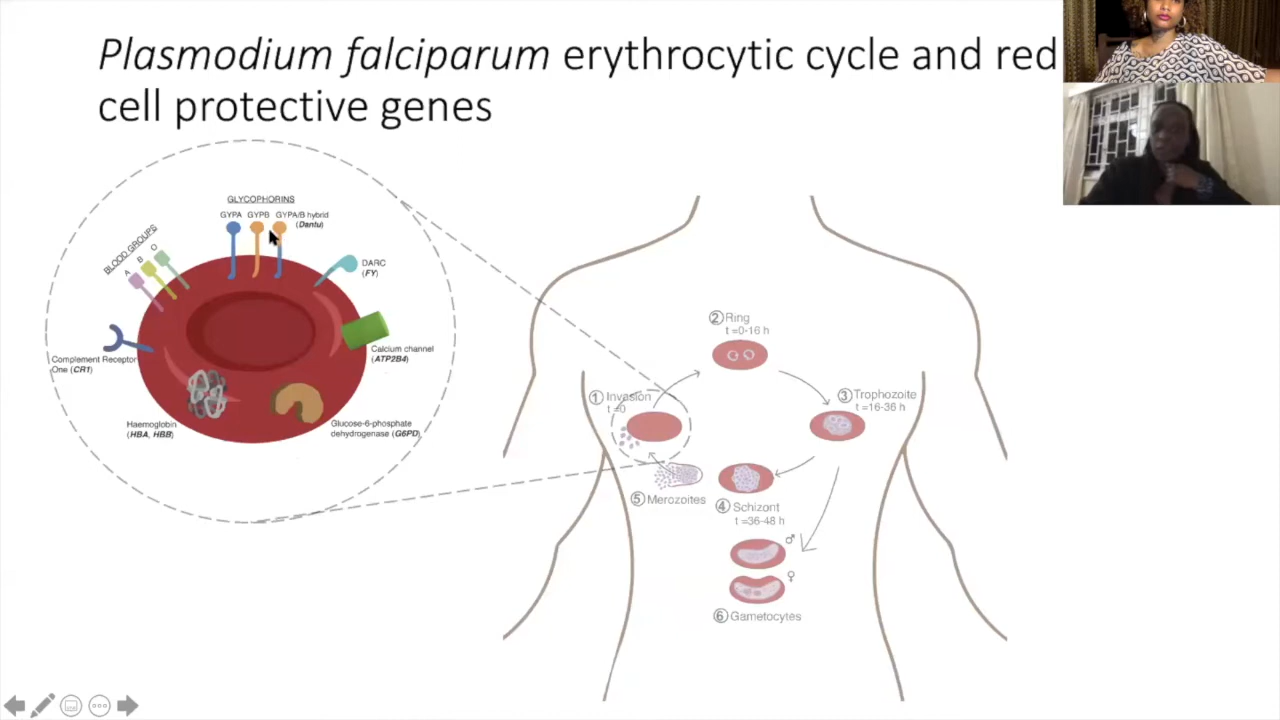 Plasmodium falciparum erythrocytic cycle and red
cell protective genes
GLYCOPHORINS
GYPA GYPB GYPA/B hybrid
(Dantu)
BLOOD GROUPS
A B O
DARC
(FY)
Calcium channel
(ATP2B4)
Complement Receptor
One (CR1)
Haemoglobin
(HBA, HBB)
Glucose-6-phosphate
dehydrogenase (G6PD)
① Invasion
t =0
② Ring
t =0-16 h
③ Trophozoite
t =16-36 h
④ Schizont
t =36-48 h
⑤ Merozoites
♂
♀
⑥ Gametocytes